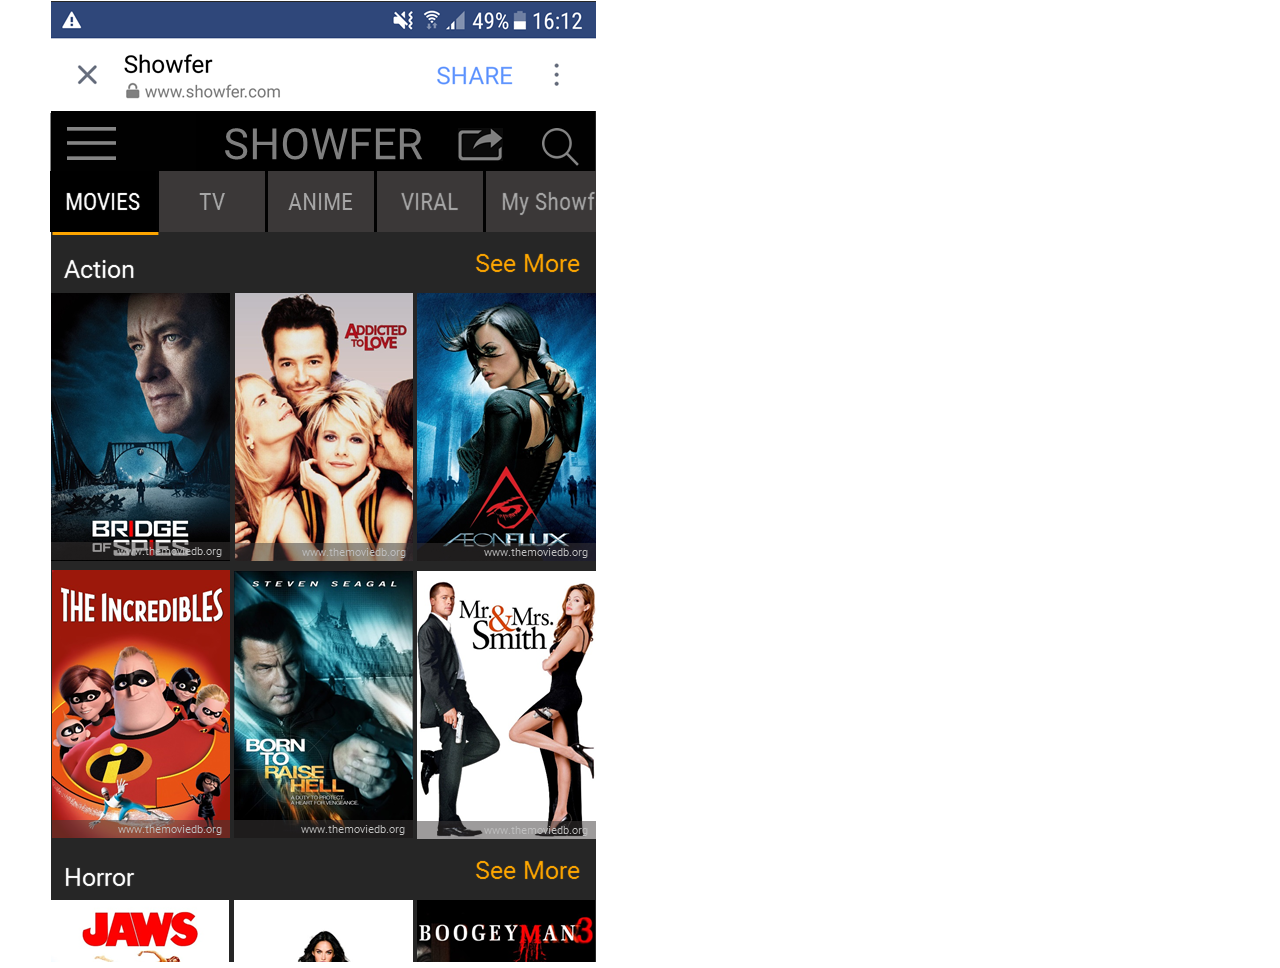 49% 16:12
Showfer
www.showfer.com
SHARE
SHOWFER
MOVIES TV ANIME VIRAL My Showf
Action See More
BRIDGE
OF SPIES
www.themoviedb.org
ADDICTED
TO LOVE
www.themoviedb.org
ÆONFLUX
www.themoviedb.org
THE INCREDIBLES
www.themoviedb.org
STEVEN SEAGAL
BORN
TO
RAISE
HELL
A DUTY TO PROTECT.
A HEART FOR VENGEANCE.
www.themoviedb.org
Mr. & Mrs.
Smith
www.themoviedb.org
Horror See More
JAWS
BOOGEYMAN 3